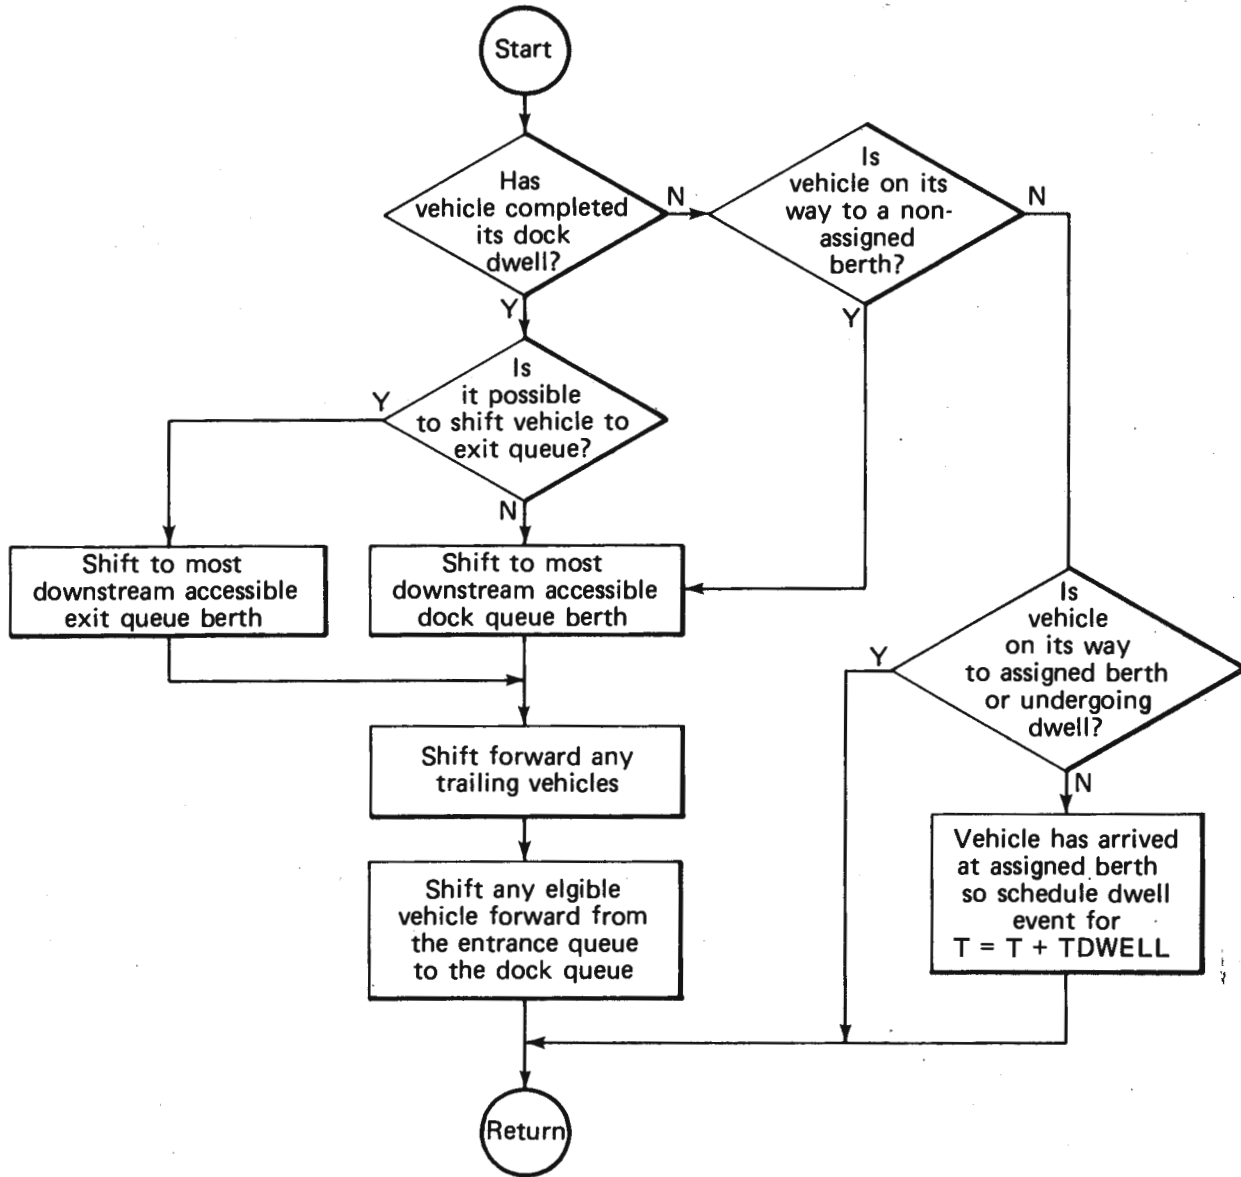 Start
Has
vehicle completed
its dock
dwell?
N
Y
Is
vehicle on its
way to a non-
assigned
berth?
N
Y
Is
it possible
to shift vehicle to
exit queue?
Y
N
Shift to most
downstream accessible
exit queue berth
Shift to most
downstream accessible
dock queue berth
Is
vehicle
on its way
to assigned berth
or undergoing
dwell?
Y
N
Shift forward any
trailing vehicles
Vehicle has arrived
at assigned berth
so schedule dwell
event for
T = T + TDWELL
Shift any elgible
vehicle forward from
the entrance queue
to the dock queue
Return